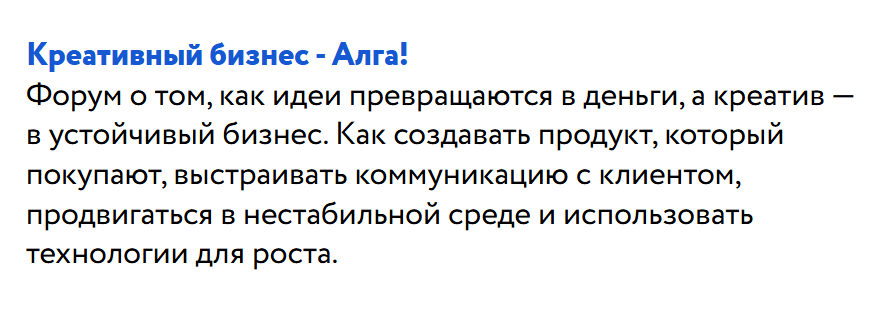 Креативный бизнес - Алга!
Форум о том, как идеи превращаются в деньги, а креатив —
в устойчивый бизнес. Как создавать продукт, который
покупают, выстраивать коммуникацию с клиентом,
продвигаться в нестабильной среде и использовать
технологии для роста.